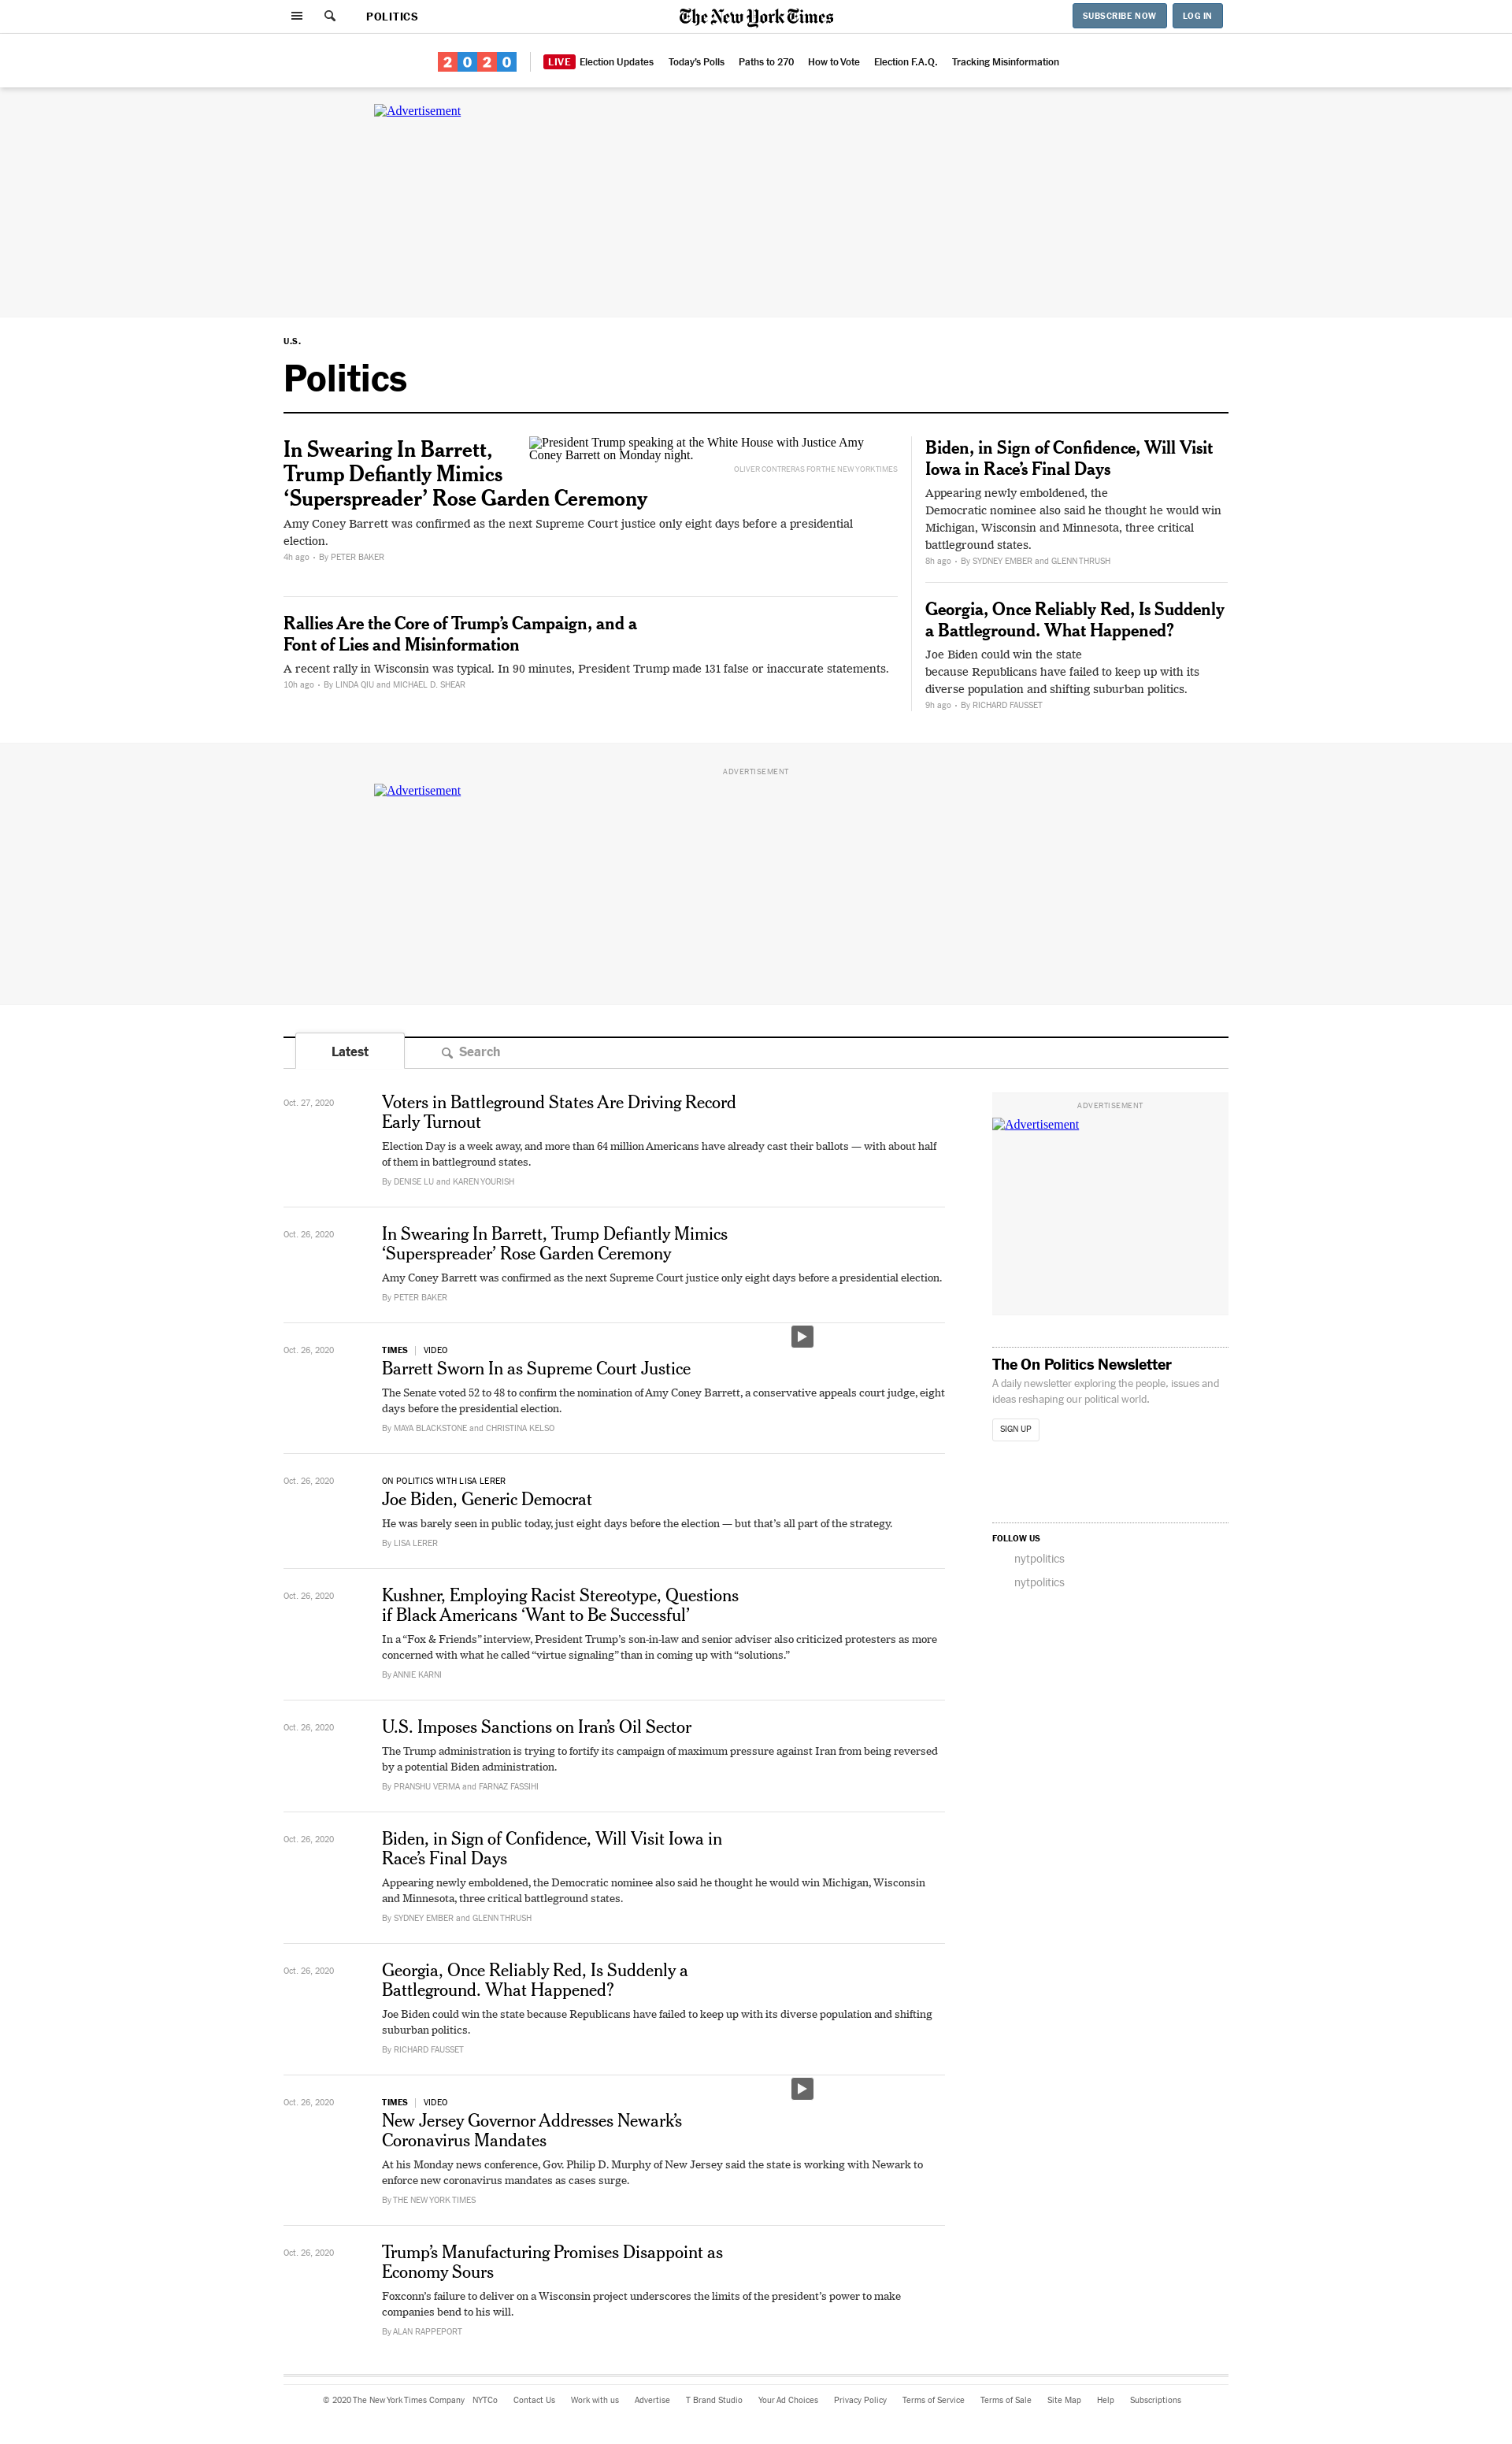 POLITICS
The New York Times
SUBSCRIBE NOW
LOG IN
2020
LIVE Election Updates
Today's Polls
Paths to 270
How to Vote
Election F.A.Q.
Tracking Misinformation
Advertisement
U.S.
Politics
In Swearing In Barrett,
Trump Defiantly Mimics
‘Superspreader’ Rose Garden Ceremony
President Trump speaking at the White House with Justice Amy
Coney Barrett on Monday night.
OLIVER CONTRERAS FOR THE NEW YORK TIMES
Amy Coney Barrett was confirmed as the next Supreme Court justice only eight days before a presidential
election.
4h ago • By PETER BAKER
Rallies Are the Core of Trump’s Campaign, and a
Font of Lies and Misinformation
A recent rally in Wisconsin was typical. In 90 minutes, President Trump made 131 false or inaccurate statements.
10h ago • By LINDA QIU and MICHAEL D. SHEAR
Biden, in Sign of Confidence, Will Visit
Iowa in Race’s Final Days
Appearing newly emboldened, the
Democratic nominee also said he thought he would win
Michigan, Wisconsin and Minnesota, three critical
battleground states.
8h ago • By SYDNEY EMBER and GLENN THRUSH
Georgia, Once Reliably Red, Is Suddenly
a Battleground. What Happened?
Joe Biden could win the state
because Republicans have failed to keep up with its
diverse population and shifting suburban politics.
9h ago • By RICHARD FAUSSET
ADVERTISEMENT
Advertisement
Latest
Search
Oct. 27, 2020
Voters in Battleground States Are Driving Record
Early Turnout
Election Day is a week away, and more than 64 million Americans have already cast their ballots — with about half
of them in battleground states.
By DENISE LU and KAREN YOURISH
Oct. 26, 2020
In Swearing In Barrett, Trump Defiantly Mimics
‘Superspreader’ Rose Garden Ceremony
Amy Coney Barrett was confirmed as the next Supreme Court justice only eight days before a presidential election.
By PETER BAKER
Oct. 26, 2020
TIMES | VIDEO
Barrett Sworn In as Supreme Court Justice
The Senate voted 52 to 48 to confirm the nomination of Amy Coney Barrett, a conservative appeals court judge, eight
days before the presidential election.
By MAYA BLACKSTONE and CHRISTINA KELSO
Oct. 26, 2020
ON POLITICS WITH LISA LERER
Joe Biden, Generic Democrat
He was barely seen in public today, just eight days before the election — but that’s all part of the strategy.
By LISA LERER
Oct. 26, 2020
Kushner, Employing Racist Stereotype, Questions
if Black Americans ‘Want to Be Successful’
In a “Fox & Friends” interview, President Trump’s son-in-law and senior adviser also criticized protesters as more
concerned with what he called “virtue signaling” than in coming up with “solutions.”
By ANNIE KARNI
Oct. 26, 2020
U.S. Imposes Sanctions on Iran’s Oil Sector
The Trump administration is trying to fortify its campaign of maximum pressure against Iran from being reversed
by a potential Biden administration.
By PRANSHU VERMA and FARNAZ FASSIHI
Oct. 26, 2020
Biden, in Sign of Confidence, Will Visit Iowa in
Race’s Final Days
Appearing newly emboldened, the Democratic nominee also said he thought he would win Michigan, Wisconsin
and Minnesota, three critical battleground states.
By SYDNEY EMBER and GLENN THRUSH
Oct. 26, 2020
Georgia, Once Reliably Red, Is Suddenly a
Battleground. What Happened?
Joe Biden could win the state because Republicans have failed to keep up with its diverse population and shifting
suburban politics.
By RICHARD FAUSSET
Oct. 26, 2020
TIMES | VIDEO
New Jersey Governor Addresses Newark’s
Coronavirus Mandates
At his Monday news conference, Gov. Philip D. Murphy of New Jersey said the state is working with Newark to
enforce new coronavirus mandates as cases surge.
By THE NEW YORK TIMES
Oct. 26, 2020
Trump’s Manufacturing Promises Disappoint as
Economy Sours
Foxconn’s failure to deliver on a Wisconsin project underscores the limits of the president’s power to make
companies bend to his will.
By ALAN RAPPEPORT
ADVERTISEMENT
Advertisement
The On Politics Newsletter
A daily newsletter exploring the people, issues and
ideas reshaping our political world.
SIGN UP
FOLLOW US
nytpolitics
nytpolitics
© 2020 The New York Times Company
NYTCo
Contact Us
Work with us
Advertise
T Brand Studio
Your Ad Choices
Privacy Policy
Terms of Service
Terms of Sale
Site Map
Help
Subscriptions